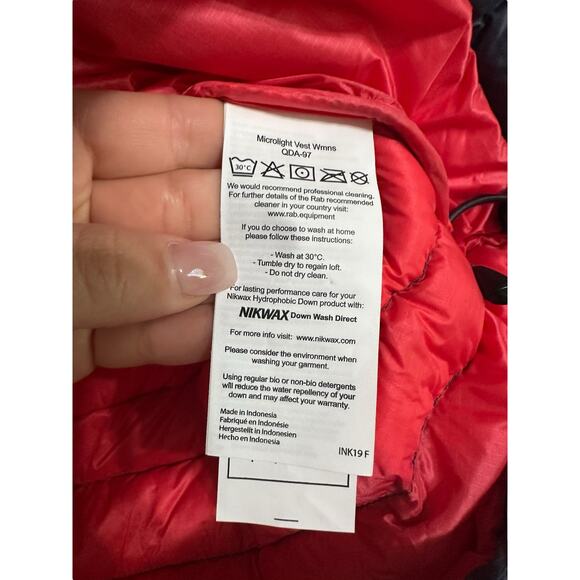 Microlight Vest Wmns
QDA-97
30°C
We would recommend professional cleaning.
For further details of the Rab recommended
cleaner in your country visit:
www.rab.equipment
If you do choose to wash at home
please follow these instructions:
- Wash at 30°C.
- Tumble dry to regain loft.
- Do not dry clean.
For lasting performance care for your
Nikwax Hydrophobic Down product with:
NIKWAX Down Wash Direct
For more info visit: www.nikwax.com
Please consider the environment when
washing your garment.
Using regular bio or non-bio detergents
will reduce the water repellency of your
down and may affect your warranty.
Made in Indonesia
Fabriqué en Indonésie
Hergestellt in Indonesien
Hecho en Indonesia
INK19 F